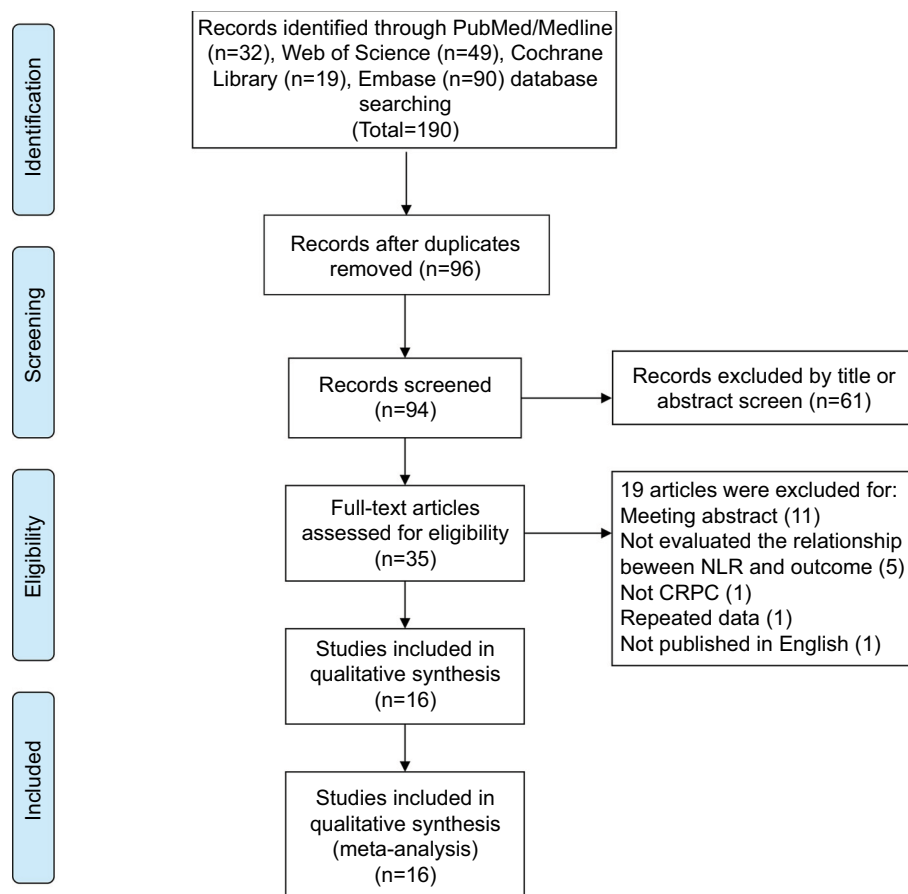 Identification
Records identified through PubMed/Medline
(n=32), Web of Science (n=49), Cochrane
Library (n=19), Embase (n=90) database
searching
(Total=190)
Records after duplicates
removed (n=96)
Screening
Records screened
(n=94)
Records excluded by title or
abstract screen (n=61)
Eligibility
Full-text articles
assessed for eligibility
(n=35)
19 articles were excluded for:
Meeting abstract (11)
Not evaluated the relationship
beween NLR and outcome (5)
Not CRPC (1)
Repeated data (1)
Not published in English (1)
Studies included in
qualitative synthesis
(n=16)
Included
Studies included in
qualitative synthesis
(meta-analysis)
(n=16)